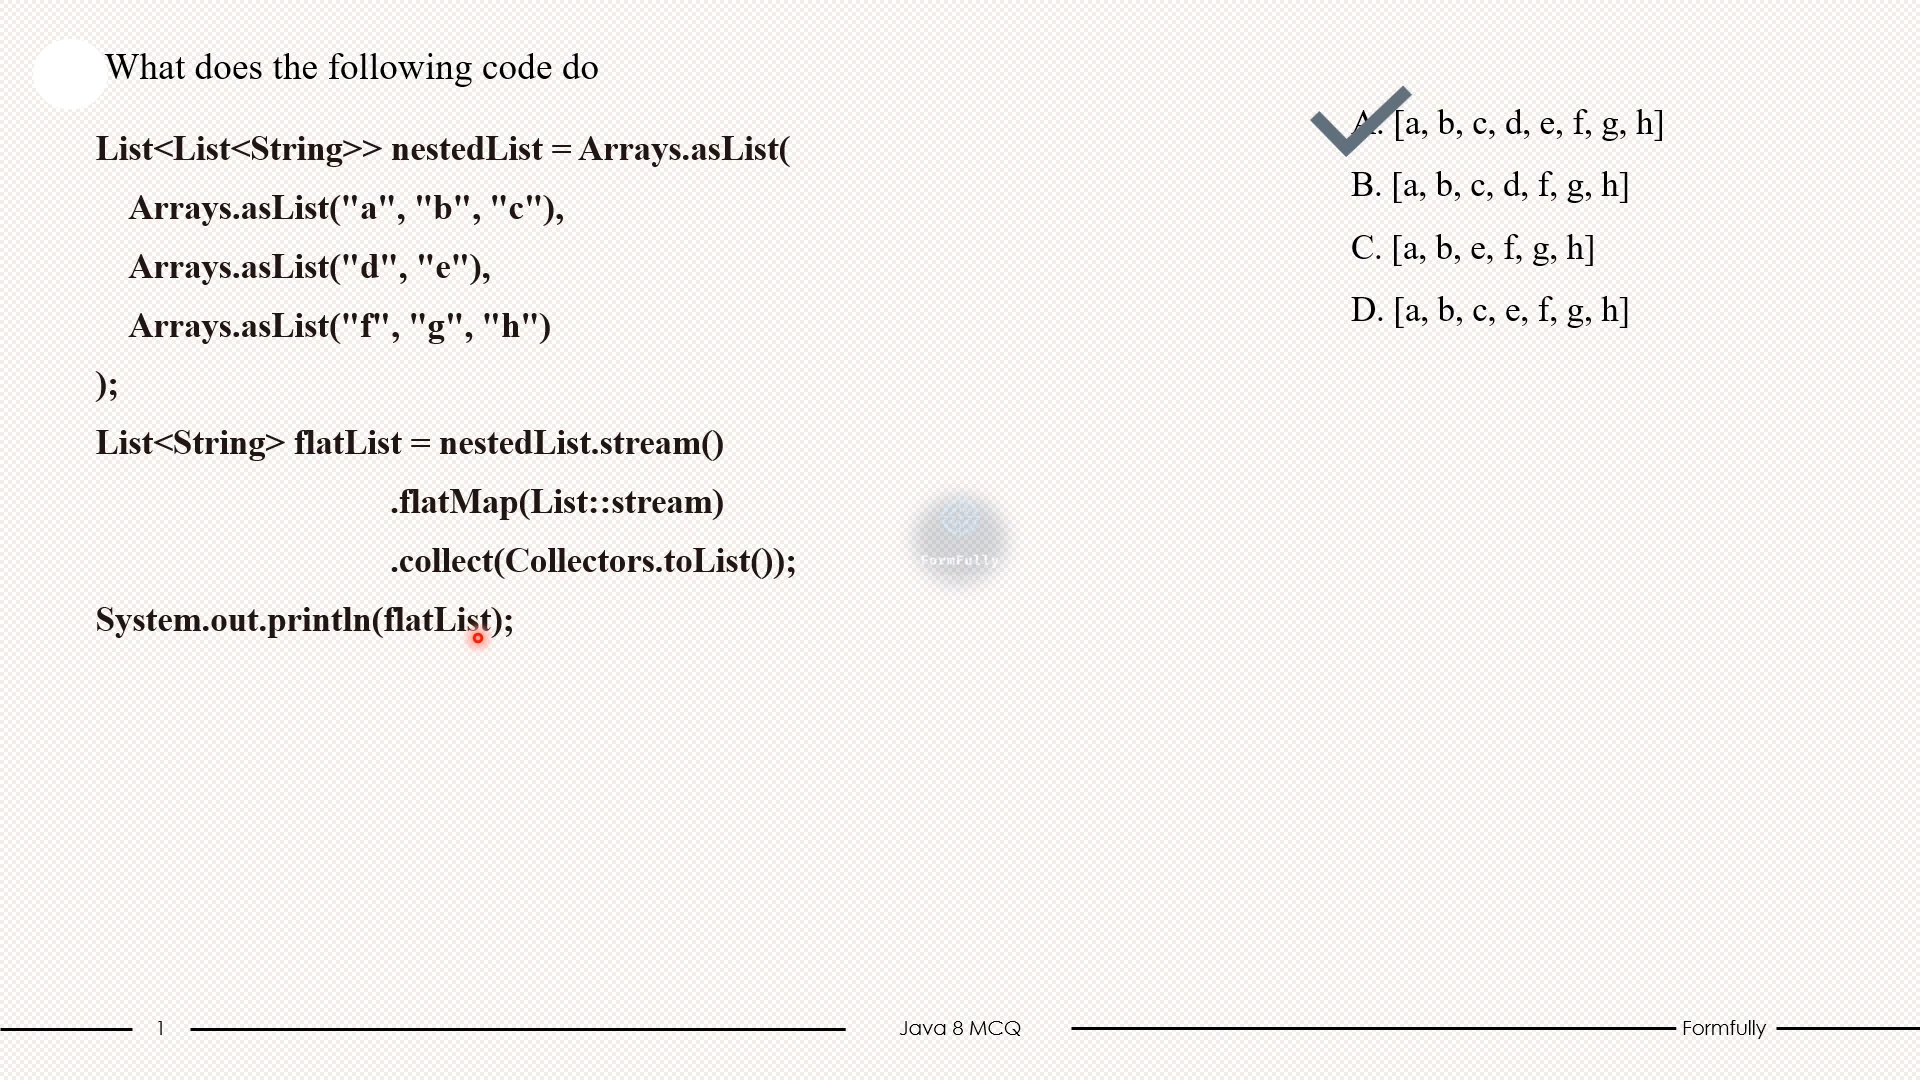 What does the following code do
List<List<String>> nestedList = Arrays.asList(
Arrays.asList("a", "b", "c"),
Arrays.asList("d", "e"),
Arrays.asList("f", "g", "h")
);
List<String> flatList = nestedList.stream()
.flatMap(List::stream)
.collect(Collectors.toList());
System.out.println(flatList);
A. [a, b, c, d, e, f, g, h]
B. [a, b, c, d, f, g, h]
C. [a, b, e, f, g, h]
D. [a, b, c, e, f, g, h]
FormFully
1
Java 8 MCQ
Formfully